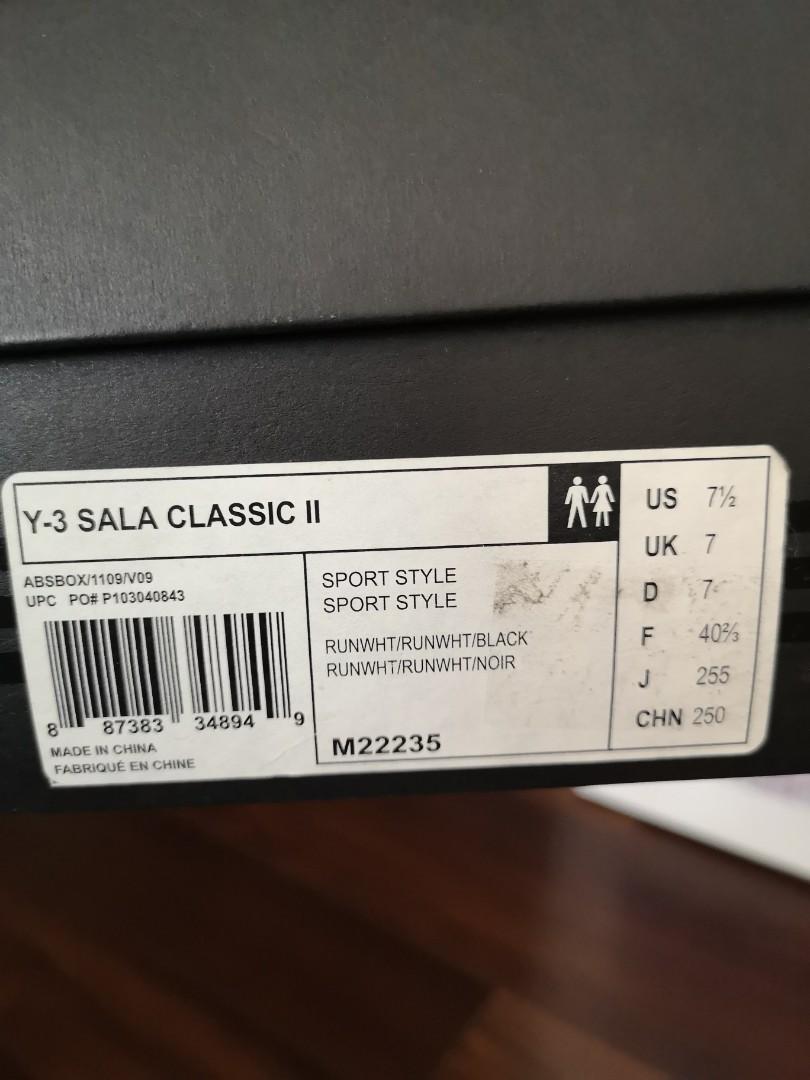 Y-3 SALA CLASSIC II
ABSBOX/1109/V09
UPC PO# P103040843
8 87383 34894 9
MADE IN CHINA
FABRIQUÉ EN CHINE
SPORT STYLE
SPORT STYLE
RUNWHT/RUNWHT/BLACK
RUNWHT/RUNWHT/NOIR
M22235
US 7½
UK 7
D 7
F 40⅔
J 255
CHN 250